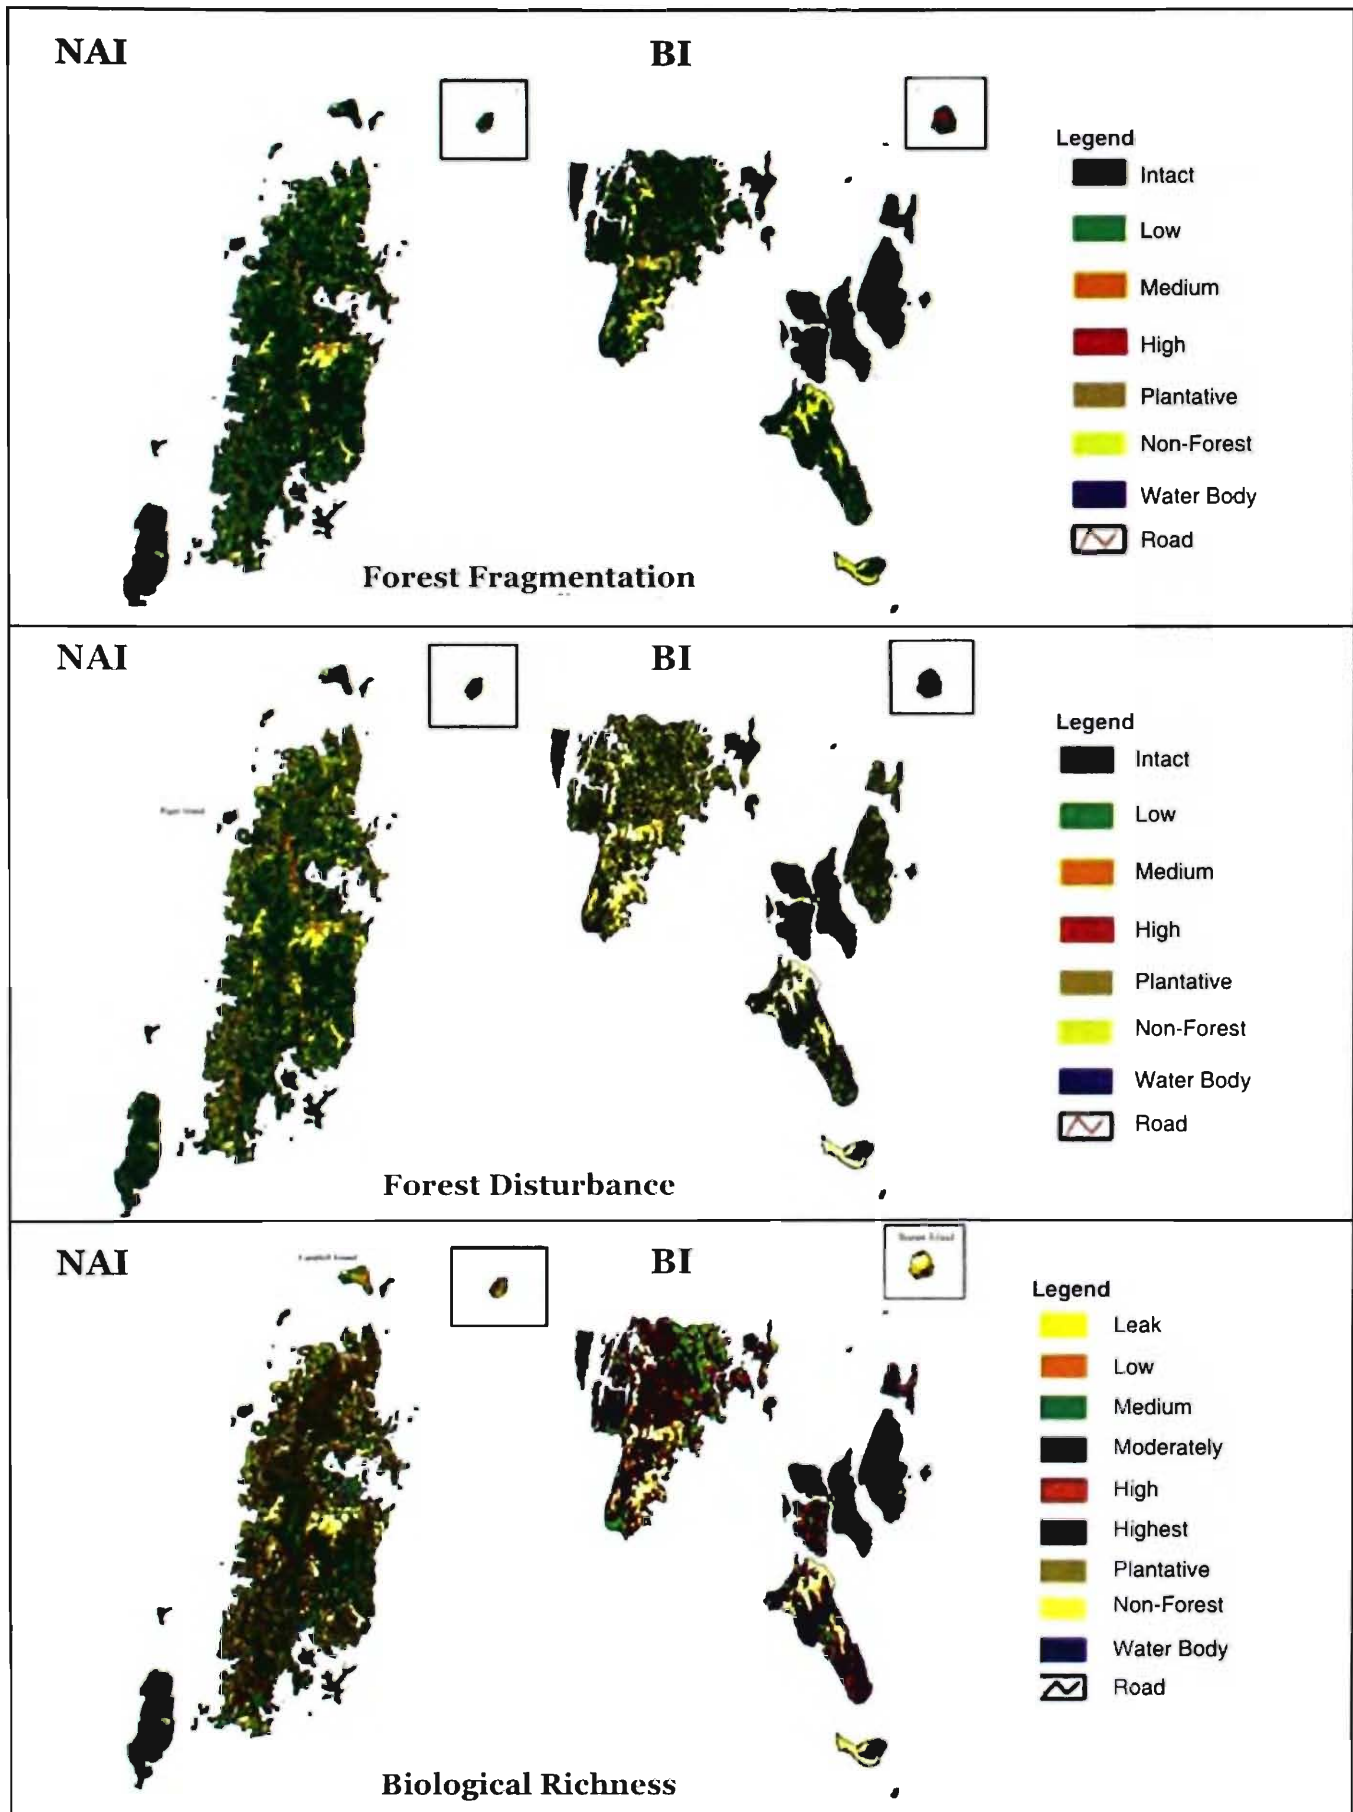 NAI
BI
Legend
Intact
Low
Medium
High
Plantative
Non-Forest
Water Body
Road
Forest Fragmentation
NAI
BI
Legend
Intact
Low
Medium
High
Plantative
Non-Forest
Water Body
Road
Forest Disturbance
NAI
BI
Island
Legend
Leak
Low
Medium
Moderately
High
Highest
Plantative
Non-Forest
Water Body
Road
Biological Richness